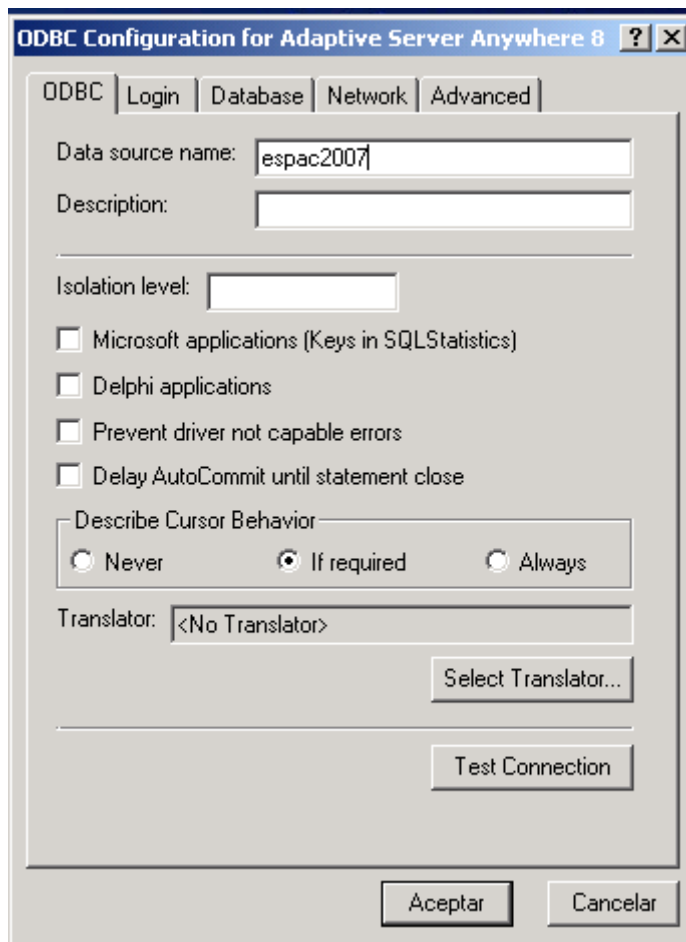 ODBC Configuration for Adaptive Server Anywhere 8
ODBC Login Database Network Advanced
Data source name: espac2007
Description:
Isolation level:
Microsoft applications (Keys in SQLStatistics)
Delphi applications
Prevent driver not capable errors
Delay AutoCommit until statement close
Describe Cursor Behavior
Never If required Always
Translator: <No Translator>
Select Translator...
Test Connection
Aceptar Cancelar